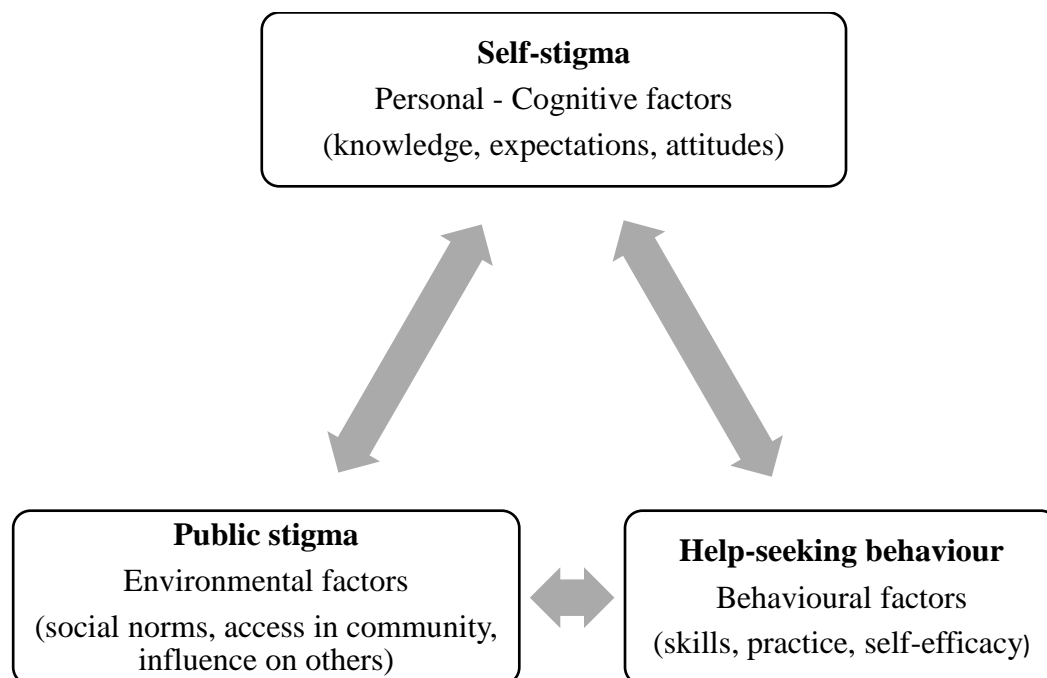 Self-stigma
Personal - Cognitive factors
(knowledge, expectations, attitudes)
Public stigma
Environmental factors
(social norms, access in community,
influence on others)
Help-seeking behaviour
Behavioural factors
(skills, practice, self-efficacy)